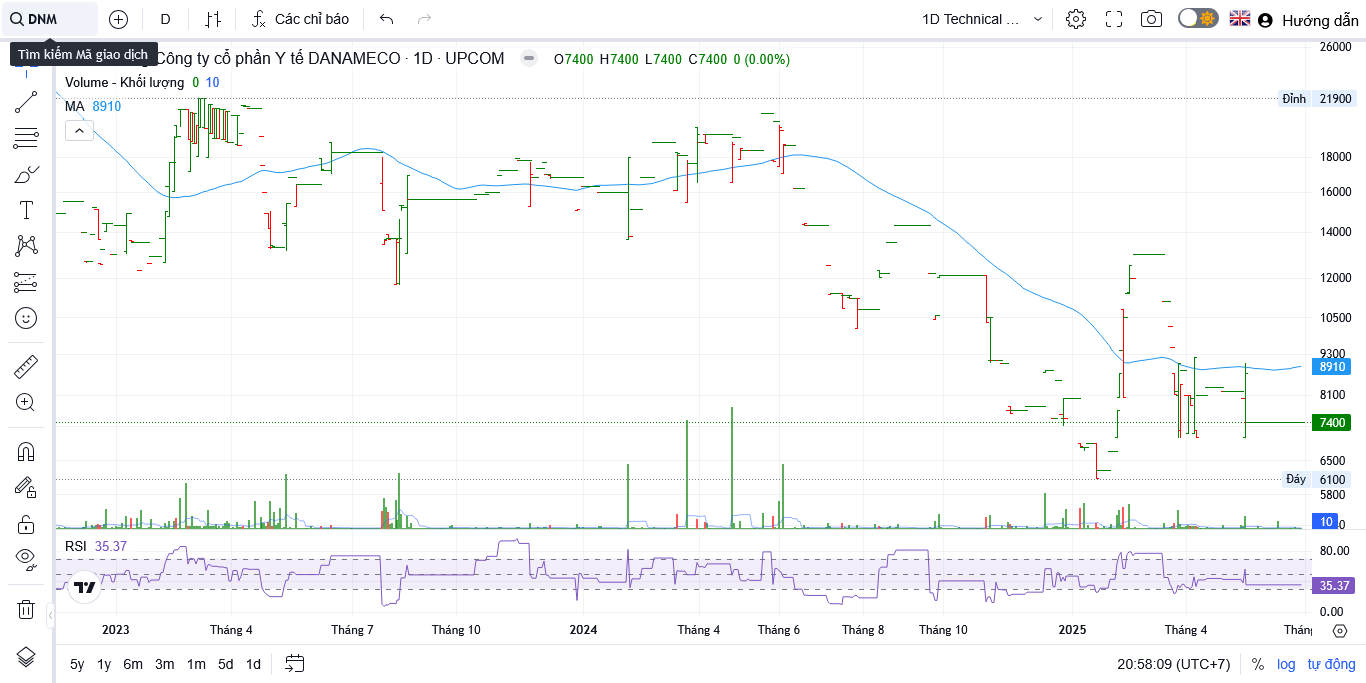 DNM
D
Các chỉ báo
1D Technical ...
Hướng dẫn
Tìm kiếm Mã giao dịch
Công ty cổ phần Y tế DANAMECO · 1D · UPCOM
O7400 H7400 L7400 C7400 0 (0.00%)
Volume - Khối lượng 0 10
MA 8910
26000
Đỉnh 21900
18000
16000
14000
12000
10500
9300
8910
8100
7400
6500
Đáy 6100
5800
10
RSI 35.37
80.00
35.37
0.00
2023 Tháng 4 Tháng 7 Tháng 10 2024 Tháng 4 Tháng 6 Tháng 8 Tháng 10 2025 Tháng 4
5y 1y 6m 3m 1m 5d 1d
20:58:09 (UTC+7) % log tự động